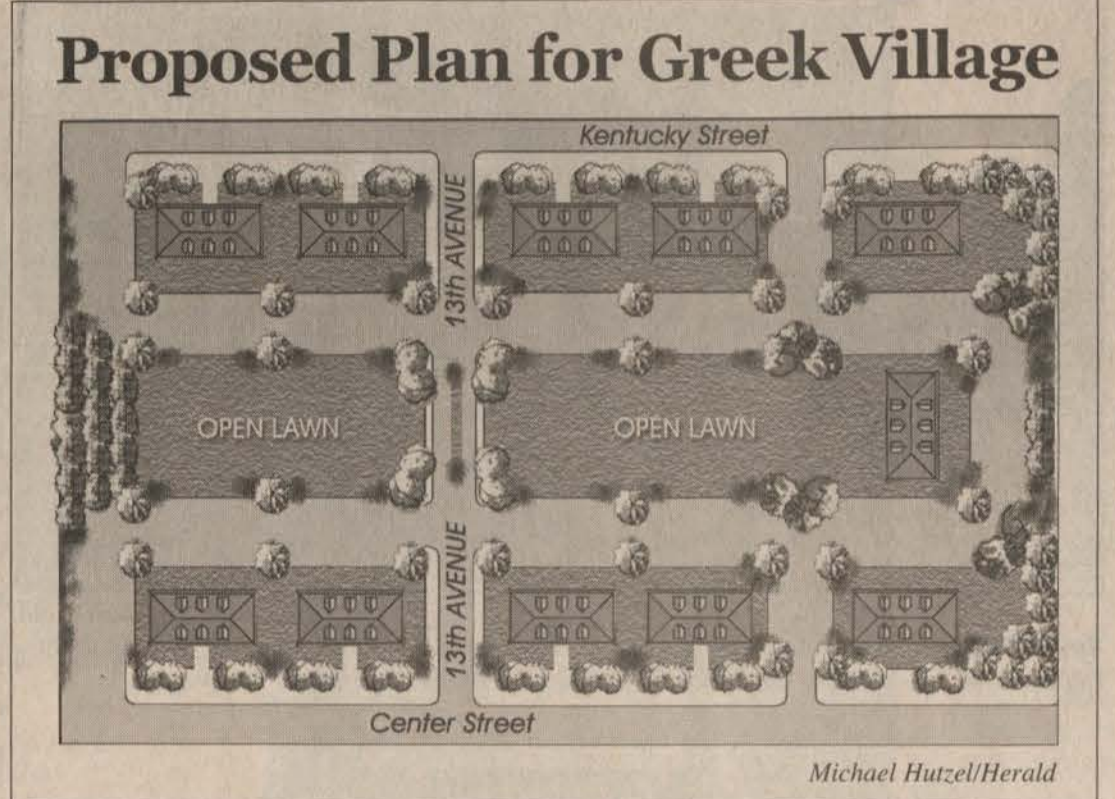 Proposed Plan for Greek Village
Kentucky Street
13th AVENUE
OPEN LAWN
OPEN LAWN
13th AVENUE
Center Street
Michael Hutzel/Herald